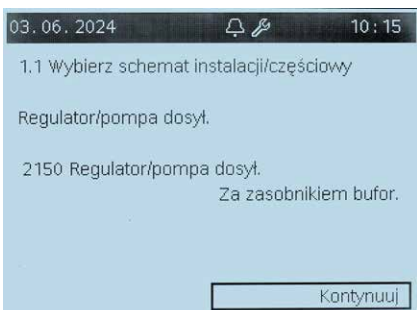 03.06.2024 10:15
1.1 Wybierz schemat instalacji/częściowy
Regulator/pompa dosył.
2150 Regulator/pompa dosył.
Za zasobnikiem bufor.
Kontynuuj